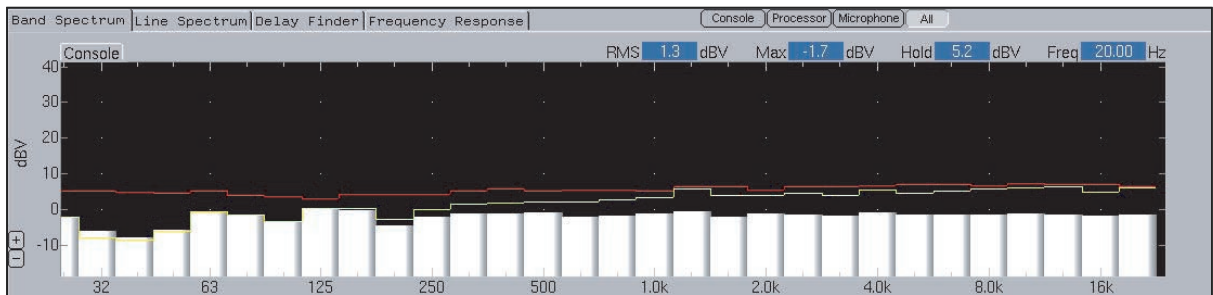 Band Spectrum Line Spectrum Delay Finder Frequency Response Console Processor Microphone All
Console RMS 1.3 dBV Max -1.7 dBV Hold 5.2 dBV Freq 20.00 Hz
40
30
20
10
0
-10
dBV
+
-
32 63 125 250 500 1.0k 2.0k 4.0k 8.0k 16k